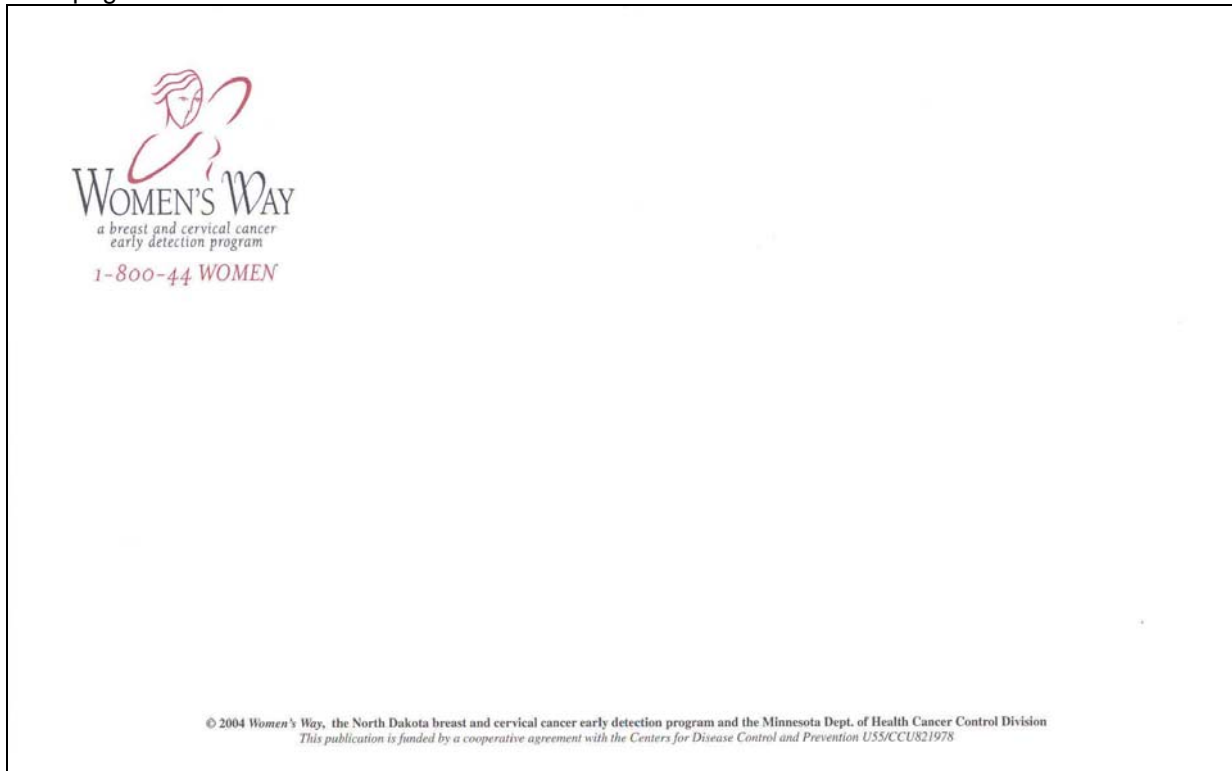 WOMEN'S WAY
a breast and cervical cancer
early detection program
1-800-44 WOMEN
© 2004 Women's Way, the North Dakota breast and cervical cancer early detection program and the Minnesota Dept. of Health Cancer Control Division
This publication is funded by a cooperative agreement with the Centers for Disease Control and Prevention U55/CCU821978